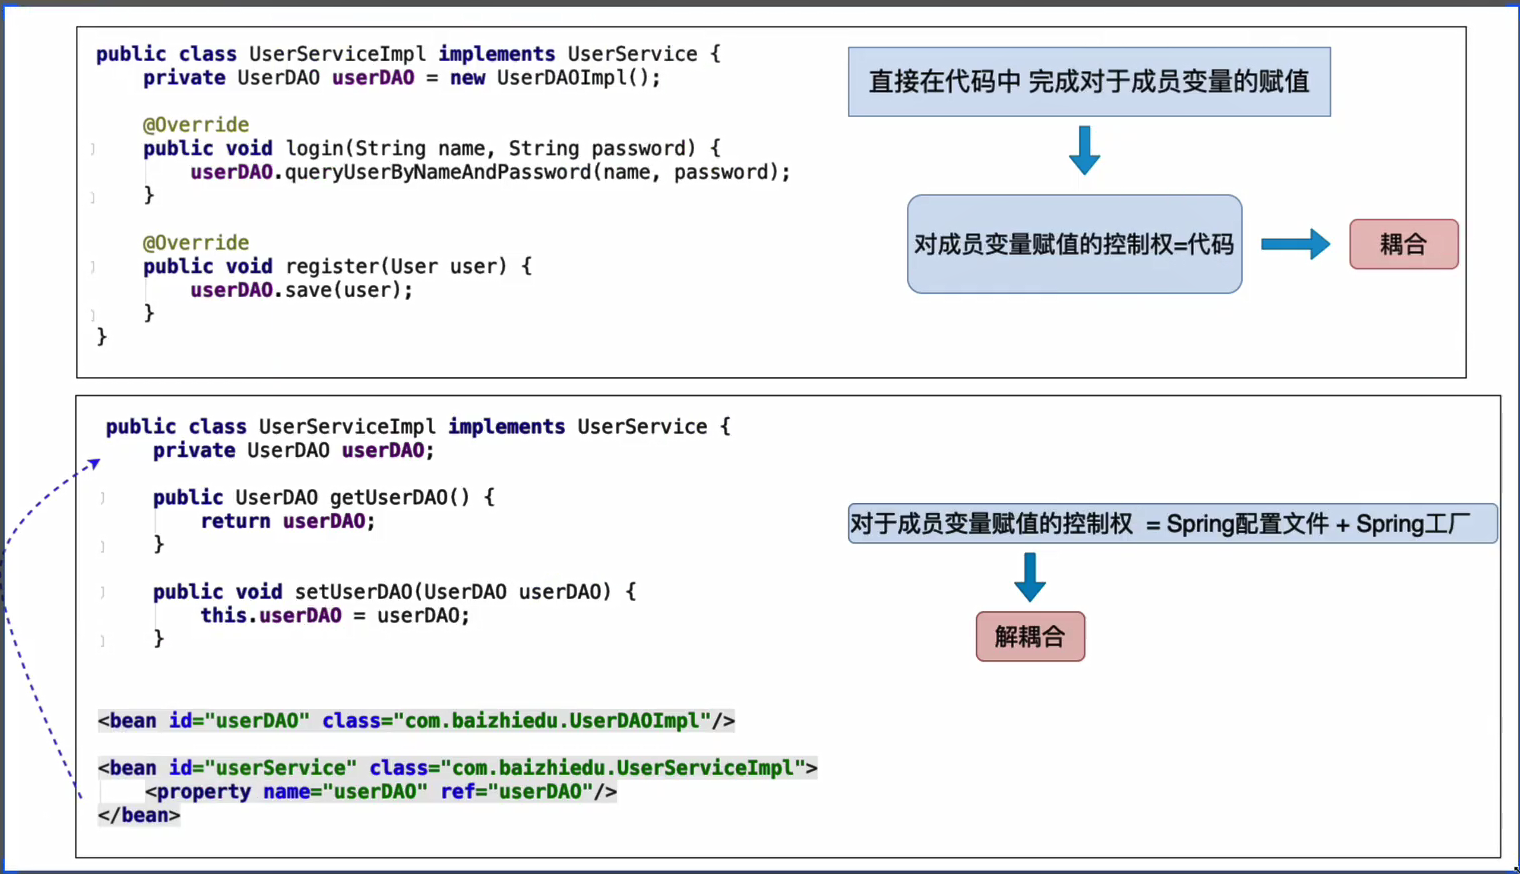 public class UserServiceImpl implements UserService {
    private UserDAO userDAO = new UserDAOImpl();
    @Override
    public void login(String name, String password) {
        userDAO.queryUserByNameAndPassword(name, password);
    }
    @Override
    public void register(User user) {
        userDAO.save(user);
    }
}
直接在代码中 完成对于成员变量的赋值
对成员变量赋值的控制权=代码
耦合
public class UserServiceImpl implements UserService {
    private UserDAO userDAO;
    public UserDAO getUserDAO() {
        return userDAO;
    }
    public void setUserDAO(UserDAO userDAO) {
        this.userDAO = userDAO;
    }
<bean id="userDAO" class="com.baizhiedu.UserDAOImpl"/>
<bean id="userService" class="com.baizhiedu.UserServiceImpl">
    <property name="userDAO" ref="userDAO"/>
</bean>
对于成员变量赋值的控制权 = Spring配置文件 + Spring工厂
解耦合